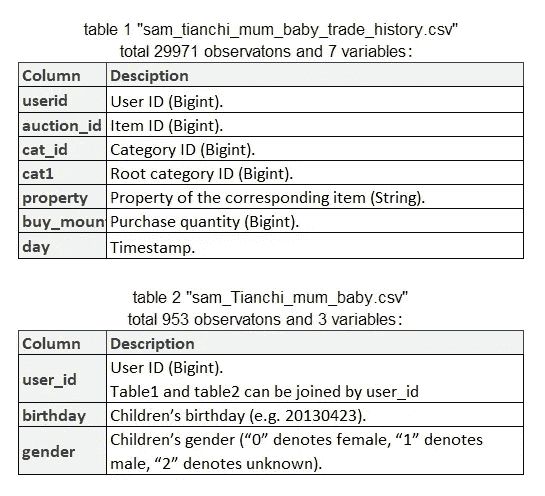 table 1 "sam_tianchi_mum_baby_trade_history.csv"
total 29971 observatons and 7 variables:
Column Desciption
userid User ID (Bigint).
auction_id Item ID (Bigint).
cat_id Category ID (Bigint).
cat1 Root category ID (Bigint).
property Property of the corresponding item (String).
buy_moun Purchase quantity (Bigint).
day Timestamp.
table 2 "sam_Tianchi_mum_baby.csv"
total 953 observatons and 3 variables:
Column Description
user_id User ID (Bigint).
Table1 and table2 can be joined by user_id
birthday Children’s birthday (e.g. 20130423).
gender Children’s gender (“0” denotes female, “1” denotes
male, “2” denotes unknown).